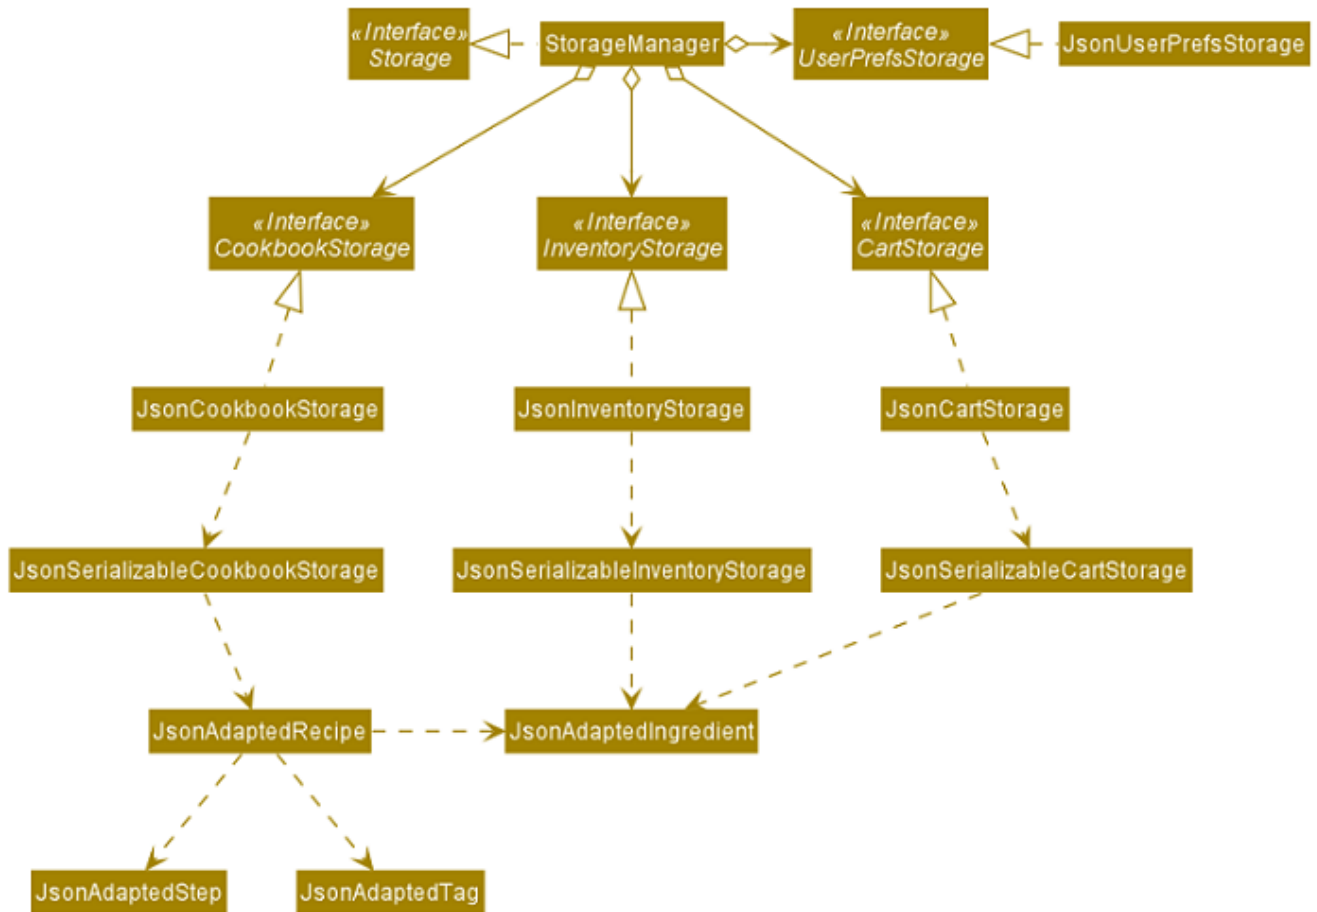 «Interface»
Storage
StorageManager
«Interface»
UserPrefsStorage
JsonUserPrefsStorage
«Interface»
CookbookStorage
«Interface»
InventoryStorage
«Interface»
CartStorage
JsonCookbookStorage
JsonInventoryStorage
JsonCartStorage
JsonSerializableCookbookStorage
JsonSerializableInventoryStorage
JsonSerializableCartStorage
JsonAdaptedRecipe
JsonAdaptedIngredient
JsonAdaptedStep
JsonAdaptedTag